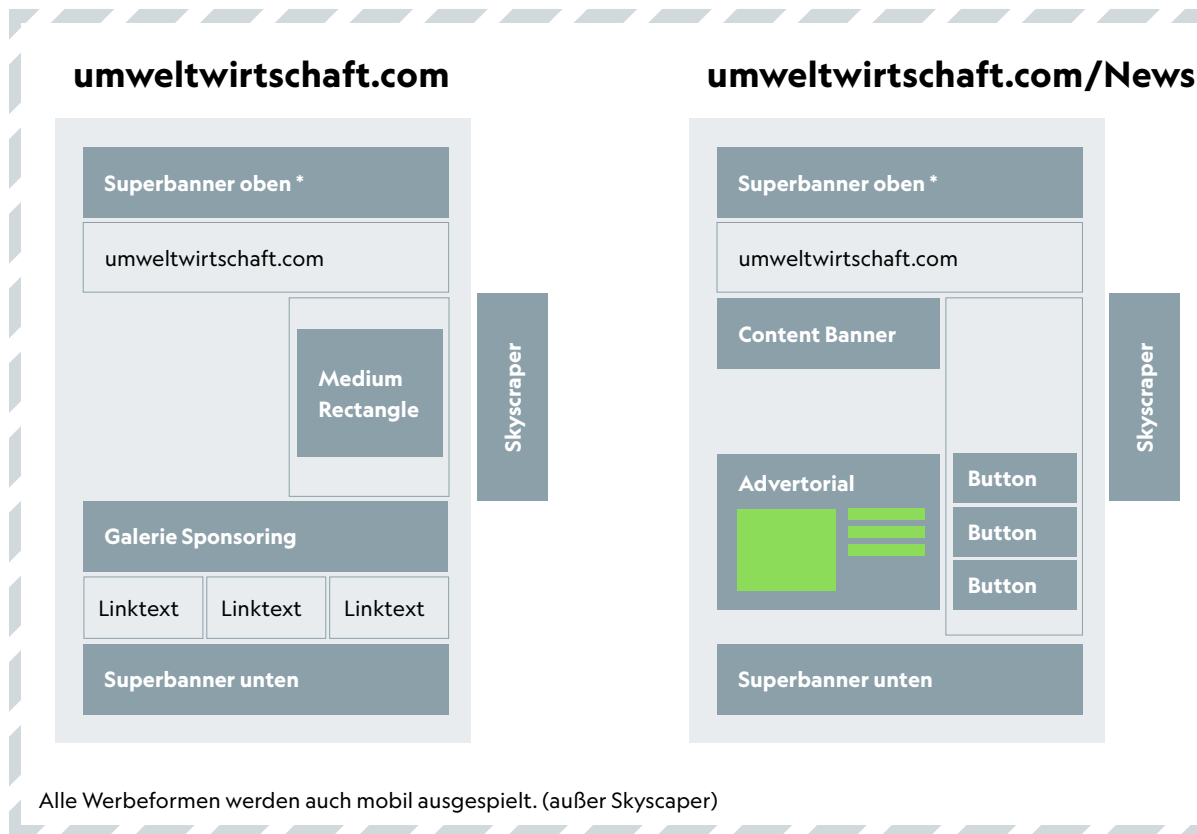 umweltwirtschaft.com
Superbanner oben *
umweltwirtschaft.com
Medium
Rectangle
Skyscraper
Galerie Sponsoring
Linktext
Linktext
Linktext
Superbanner unten
umweltwirtschaft.com/News
Superbanner oben *
umweltwirtschaft.com
Content Banner
Skyscraper
Advertorial
Button
Button
Button
Superbanner unten
Alle Werbeformen werden auch mobil ausgespielt. (außer Skyscaper)